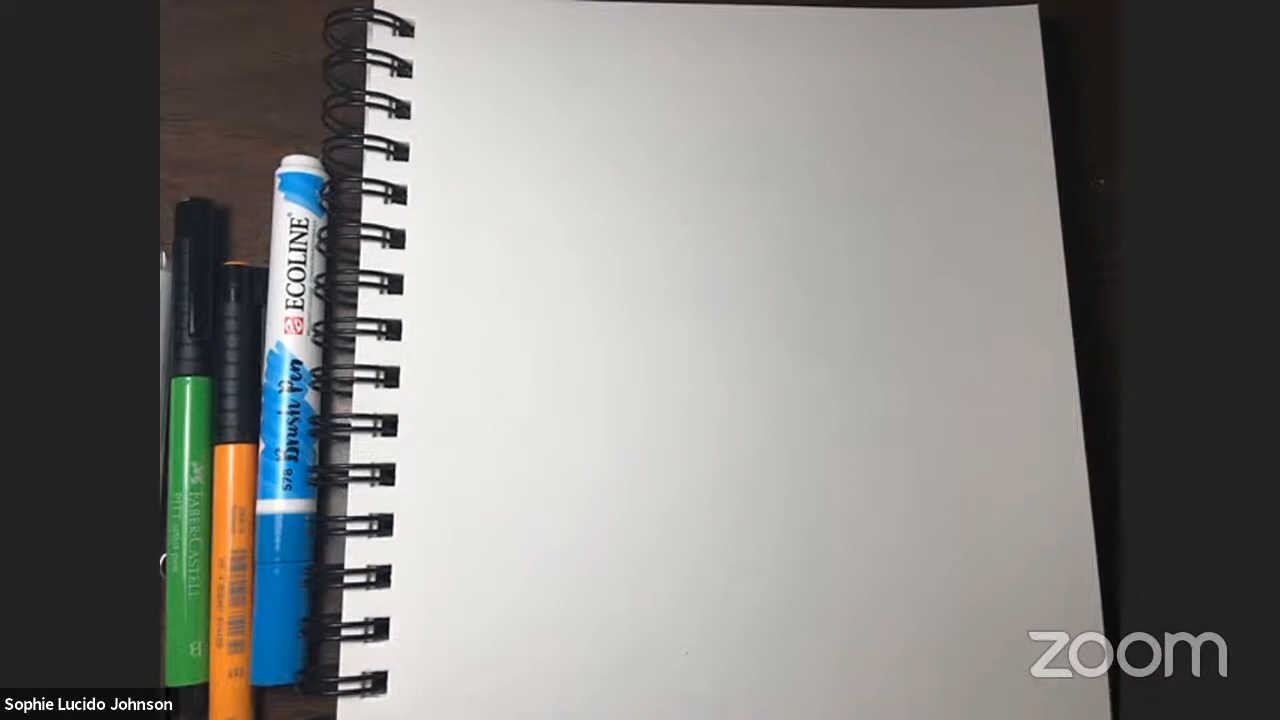 ECOLINE
Brush Pen
578
FABER-CASTELL
PITT artist pen
B
zoom
Sophie Lucido Johnson